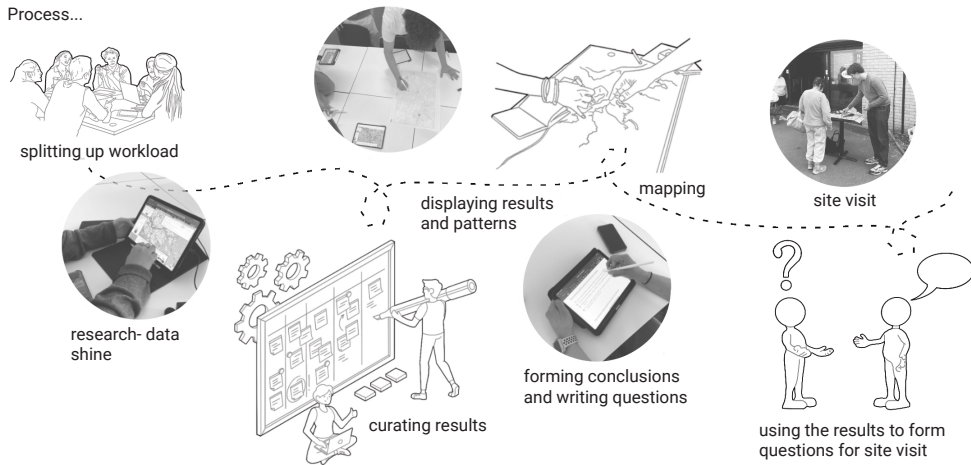 Process...
splitting up workload
research- data
shine
displaying results
and patterns
curating results
mapping
forming conclusions
and writing questions
site visit
using the results to form
questions for site visit
?